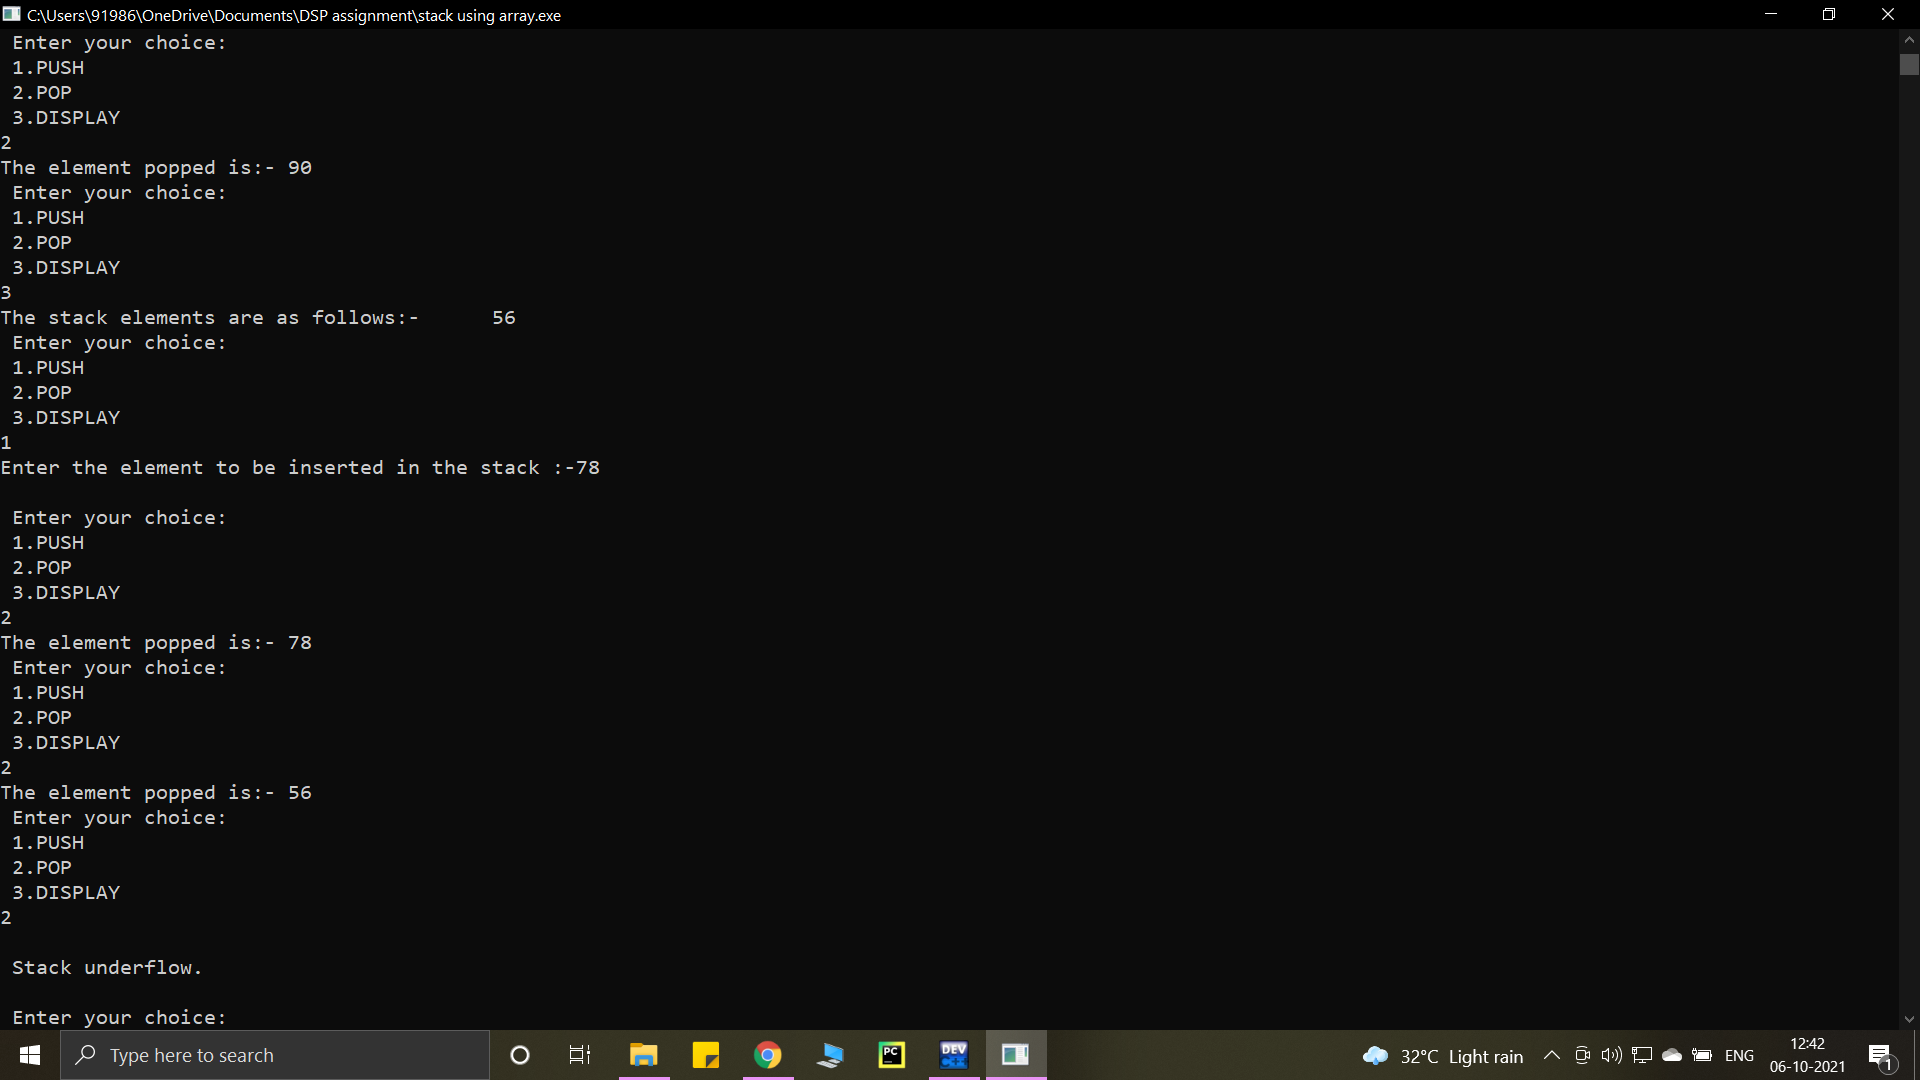 C:\Users\91986\OneDrive\Documents\DSP assignment\stack using array.exe
Enter your choice:
1.PUSH
2.POP
3.DISPLAY
2
The element popped is:- 90
Enter your choice:
1.PUSH
2.POP
3.DISPLAY
3
The stack elements are as follows:- 56
Enter your choice:
1.PUSH
2.POP
3.DISPLAY
1
Enter the element to be inserted in the stack :-78
Enter your choice:
1.PUSH
2.POP
3.DISPLAY
2
The element popped is:- 78
Enter your choice:
1.PUSH
2.POP
3.DISPLAY
2
The element popped is:- 56
Enter your choice:
1.PUSH
2.POP
3.DISPLAY
2
Stack underflow.
Enter your choice:
Type here to search
PC
DEV
C++
32°C Light rain
ENG
12:42
06-10-2021
1